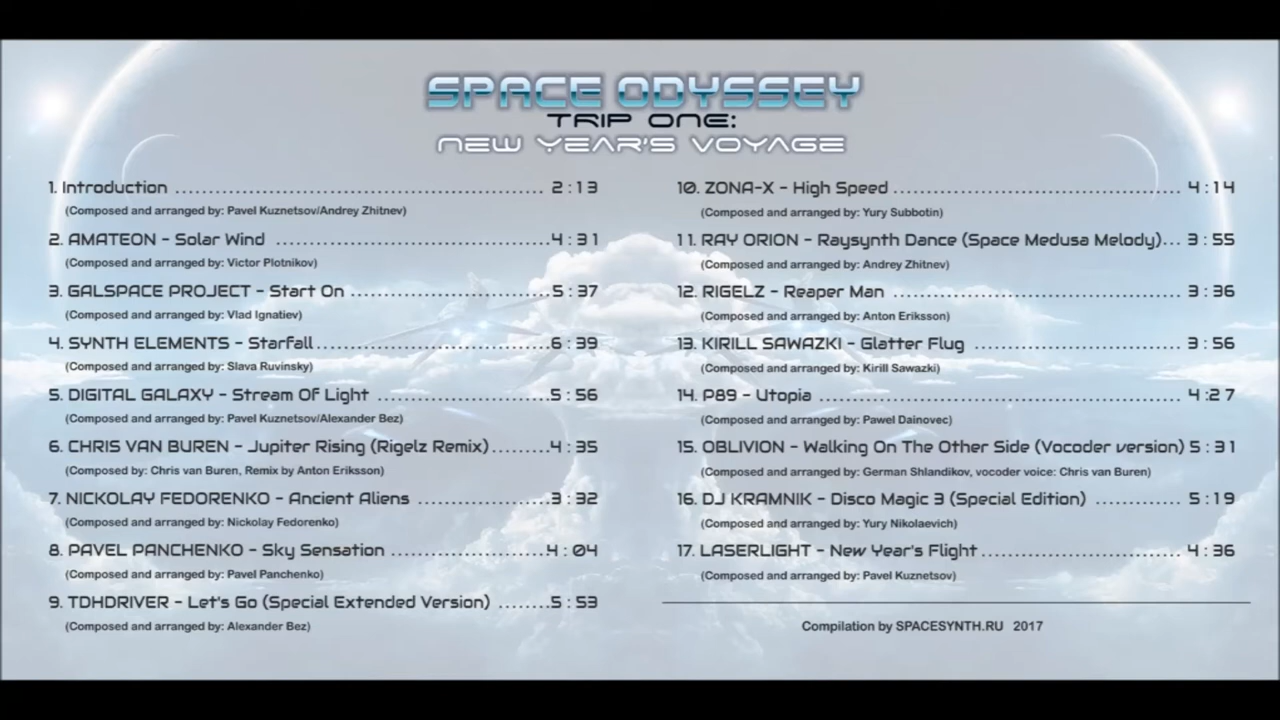 SPACE ODYSSEY
TRIP ONE:
NEW YEAR'S VOYAGE
1. Introduction ........ 2:13
(Composed and arranged by: Pavel Kuznetsov/Andrey Zhitnev)
2. AMATEON - Solar Wind ........ 4:31
(Composed and arranged by: Victor Plotnikov)
3. GALSPACE PROJECT - Start On ........ 5:37
(Composed and arranged by: Vlad Ignatiev)
4. SYNTH ELEMENTS - Starfall ........ 6:39
(Composed and arranged by: Slava Ruvinsky)
5. DIGITAL GALAXY - Stream Of Light ........ 5:56
(Composed and arranged by: Pavel Kuznetsov/Alexander Bez)
6. CHRIS VAN BUREN - Jupiter Rising (Rigelz Remix) ........ 4:35
(Composed by: Chris van Buren, Remix by Anton Eriksson)
7. NICKOLAY FEDORENKO - Ancient Aliens ........ 3:32
(Composed and arranged by: Nickolay Fedorenko)
8. PAVEL PANCHENKO - Sky Sensation ........ 4:04
(Composed and arranged by: Pavel Panchenko)
9. TDHDRIVER - Let's Go (Special Extended Version) ........ 5:53
(Composed and arranged by: Alexander Bez)
10. ZONA-X - High Speed ........ 4:14
(Composed and arranged by: Yury Subbotin)
11. RAY ORION - Raysynth Dance (Space Medusa Melody)... 3:55
(Composed and arranged by: Andrey Zhitnev)
12. RIGELZ - Reaper Man ........ 3:36
(Composed and arranged by: Anton Eriksson)
13. KIRILL SAWAZKI - Glatter Flug ........ 3:56
(Composed and arranged by: Kirill Sawazki)
14. P89 - Utopia ........ 4:27
(Composed and arranged by: Pawel Dainovec)
15. OBLIVION - Walking On The Other Side (Vocoder version) 5:31
(Composed and arranged by: German Shlandikov, vocoder voice: Chris van Buren)
16. DJ KRAMNIK - Disco Magic 3 (Special Edition) ........ 5:19
(Composed and arranged by: Yury Nikolaevich)
17. LASERLIGHT - New Year's Flight ........ 4:36
(Composed and arranged by: Pavel Kuznetsov)
Compilation by SPACESYNTH.RU 2017